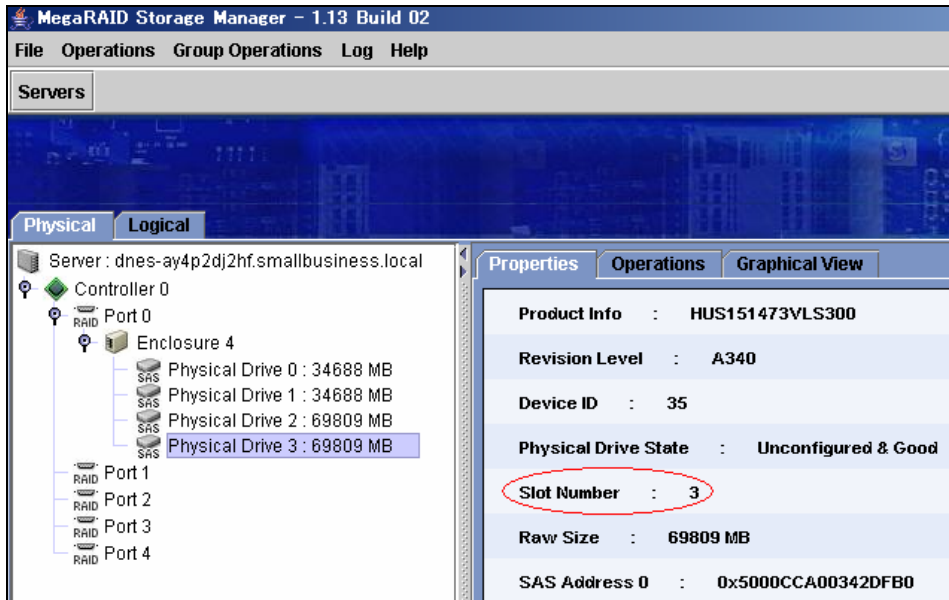 MegaRAID Storage Manager - 1.13 Build 02
File Operations Group Operations Log Help
Servers
Physical Logical
Server : dnes-ay4p2dj2hf.smallbusiness.local
Controller 0
RAID Port 0
Enclosure 4
SAS Physical Drive 0 : 34688 MB
SAS Physical Drive 1 : 34688 MB
SAS Physical Drive 2 : 69809 MB
SAS Physical Drive 3 : 69809 MB
RAID Port 1
RAID Port 2
RAID Port 3
RAID Port 4
Properties Operations Graphical View
Product Info : HUS151473VLS300
Revision Level : A340
Device ID : 35
Physical Drive State : Unconfigured & Good
Slot Number : 3
Raw Size : 69809 MB
SAS Address 0 : 0x5000CCA00342DFB0